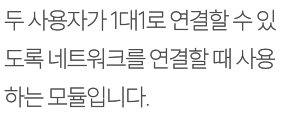 두 사용자가 1대1로 연결할 수 있
도록 네트워크를 연결할 때 사용
하는 모듈입니다.